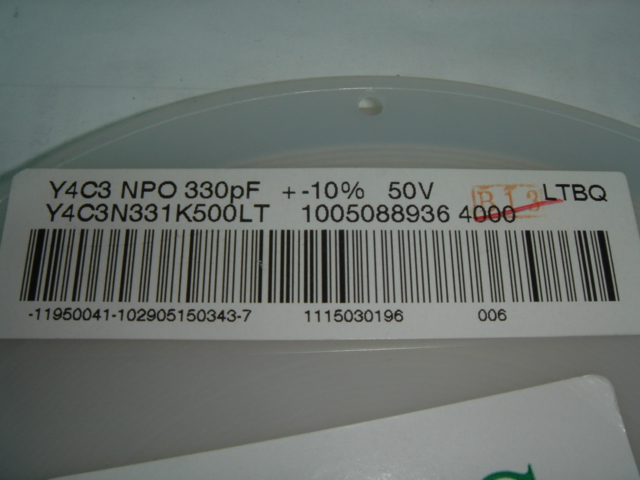 Y4C3 NPO 330pF +-10% 50V LTBQ
Y4C3N331K500LT 1005088936 4000
-11950041-102905150343-7 1115030196 006